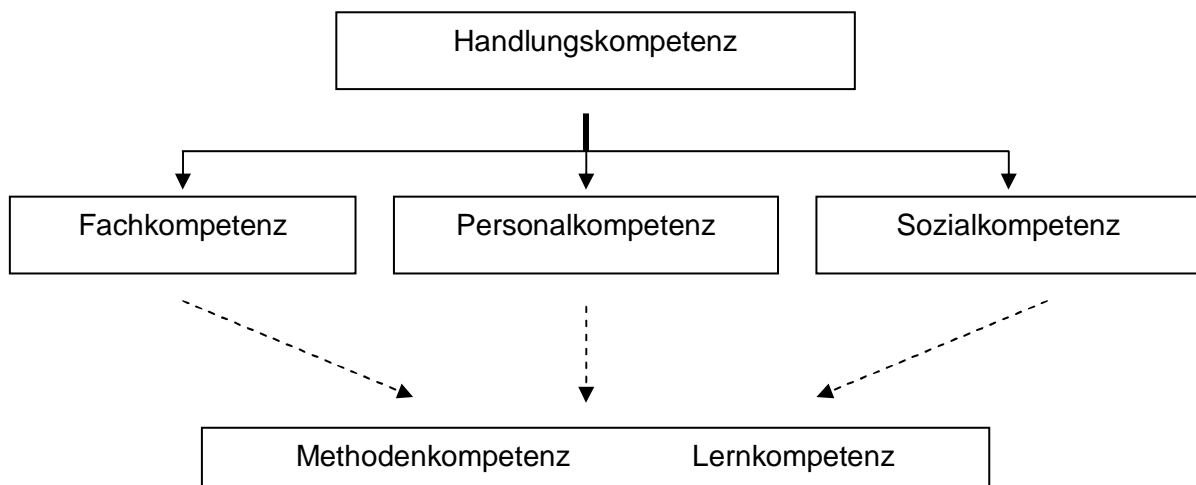 Handlungskompetenz
Fachkompetenz Personalkompetenz Sozialkompetenz
Methodenkompetenz Lernkompetenz